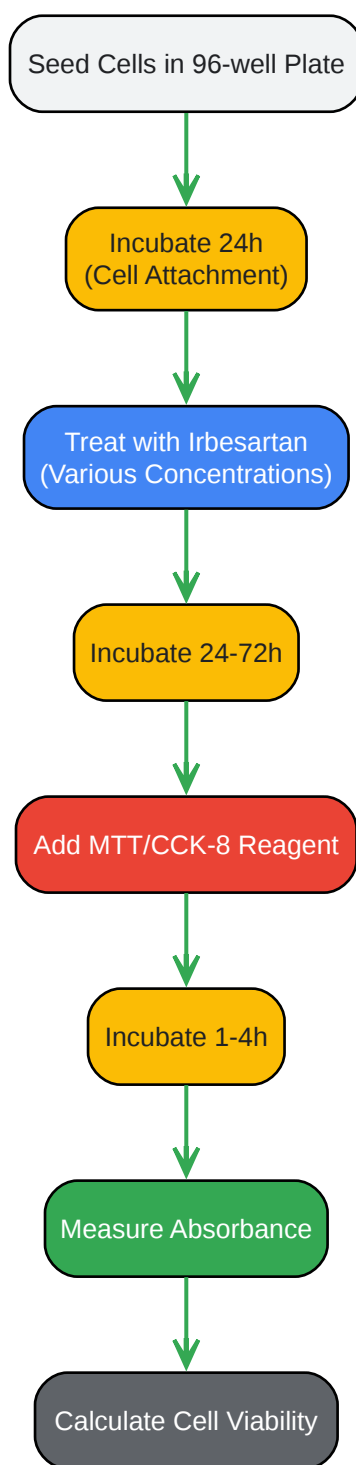 Seed Cells in 96-well Plate
Incubate 24h
(Cell Attachment)
Treat with Irbesartan
(Various Concentrations)
Incubate 24-72h
Add MTT/CCK-8 Reagent
Incubate 1-4h
Measure Absorbance
Calculate Cell Viability